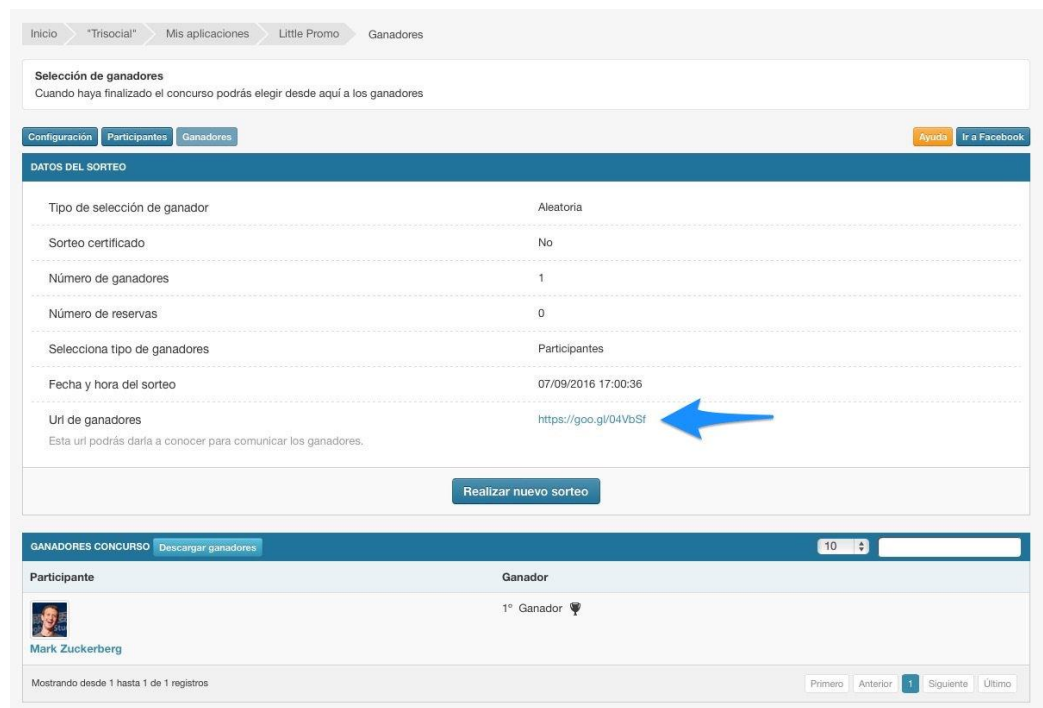 Inicio "Trisocial" Mis aplicaciones Little Promo Ganadores
Selección de ganadores
Cuando haya finalizado el concurso podrás elegir desde aquí a los ganadores
Configuración Participantes Ganadores Ayuda Ir a Facebook
DATOS DEL SORTEO
Tipo de selección de ganador Aleatoria
Sorteo certificado No
Número de ganadores 1
Número de reservas 0
Selecciona tipo de ganadores Participantes
Fecha y hora del sorteo 07/09/2016 17:00:36
Url de ganadores https://goo.gl/04VbSf
Esta url podrás darla a conocer para comunicar los ganadores.
Realizar nuevo sorteo
GANADORES CONCURSO Descargar ganadores 10
Participante Ganador
1º Ganador
Mark Zuckerberg
Mostrando desde 1 hasta 1 de 1 registros Primero Anterior 1 Siguiente Último